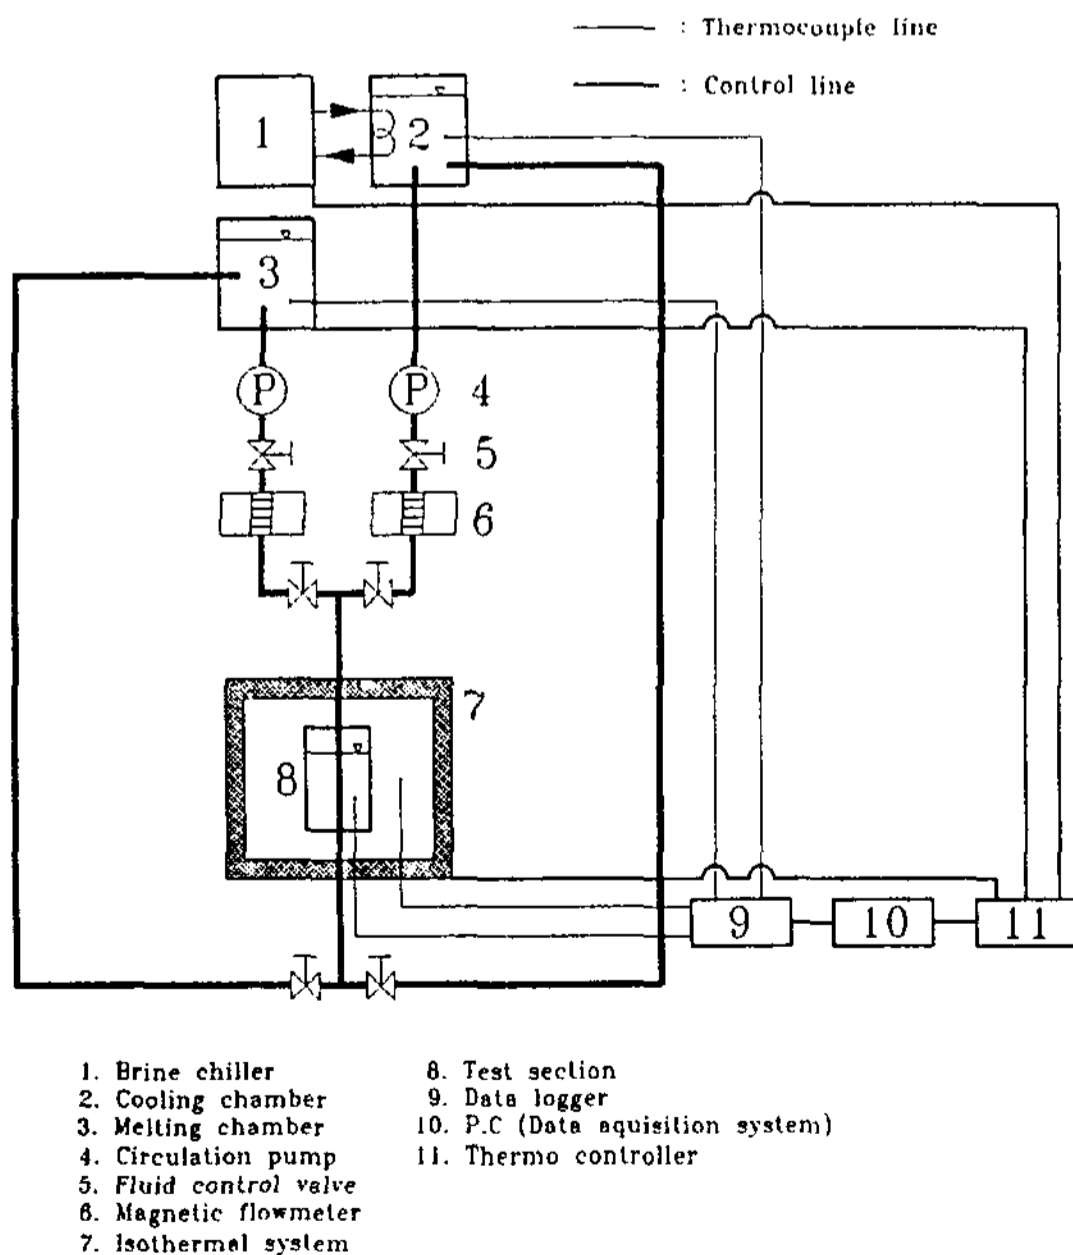 : Thermocouple line
: Control line
1
2
3
P
P
4
5
6
7
8
9
10
11
1. Brine chiller
2. Cooling chamber
3. Melting chamber
4. Circulation pump
5. Fluid control valve
6. Magnetic flowmeter
7. Isothermal system
8. Test section
9. Data logger
10. P.C (Data aquisition system)
11. Thermo controller